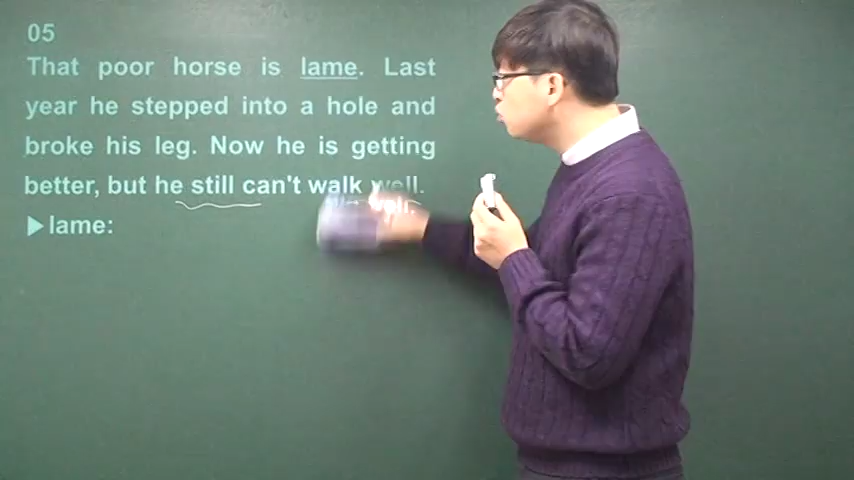 05
That poor horse is lame. Last
year he stepped into a hole and
broke his leg. Now he is getting
better, but he still can't walk well.
▶lame: